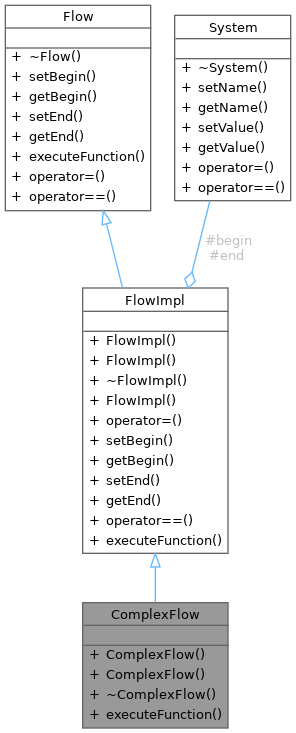 Flow
+ ~Flow()
+ setBegin()
+ getBegin()
+ setEnd()
+ getEnd()
+ executeFunction()
+ operator=()
+ operator==()
System
+ ~System()
+ setName()
+ getName()
+ setValue()
+ getValue()
+ operator=()
+ operator==()
#begin
#end
FlowImpl
+ FlowImpl()
+ FlowImpl()
+ ~FlowImpl()
+ FlowImpl()
+ operator=()
+ setBegin()
+ getBegin()
+ setEnd()
+ getEnd()
+ operator==()
+ executeFunction()
ComplexFlow
+ ComplexFlow()
+ ComplexFlow()
+ ~ComplexFlow()
+ executeFunction()